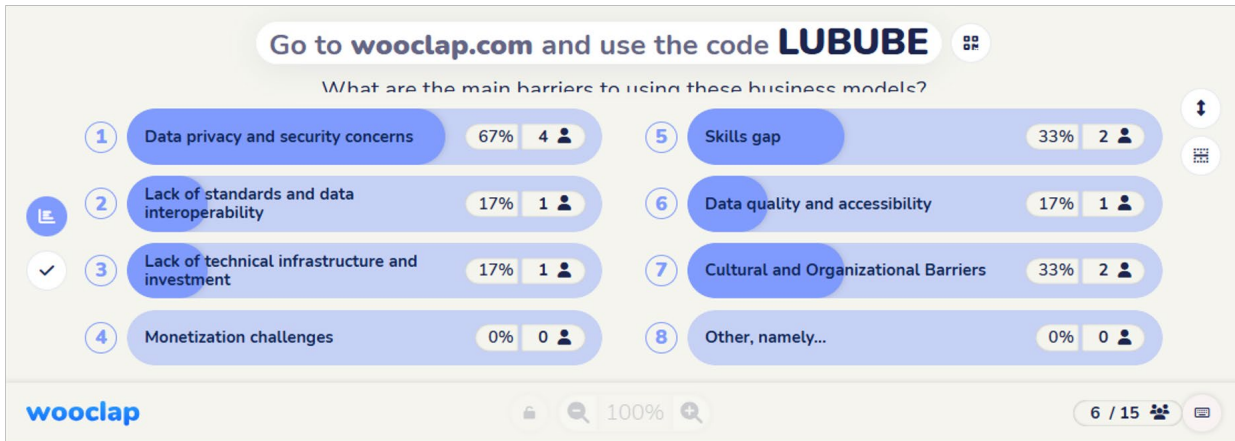 Go to wooclap.com and use the code LUBUBE
What are the main barriers to using these business models?
1 Data privacy and security concerns 67% 4
2 Lack of standards and data
interoperability 17% 1
3 Lack of technical infrastructure and
investment 17% 1
4 Monetization challenges 0% 0
5 Skills gap 33% 2
6 Data quality and accessibility 17% 1
7 Cultural and Organizational Barriers 33% 2
8 Other, namely... 0% 0
wooclap
100%
6 / 15